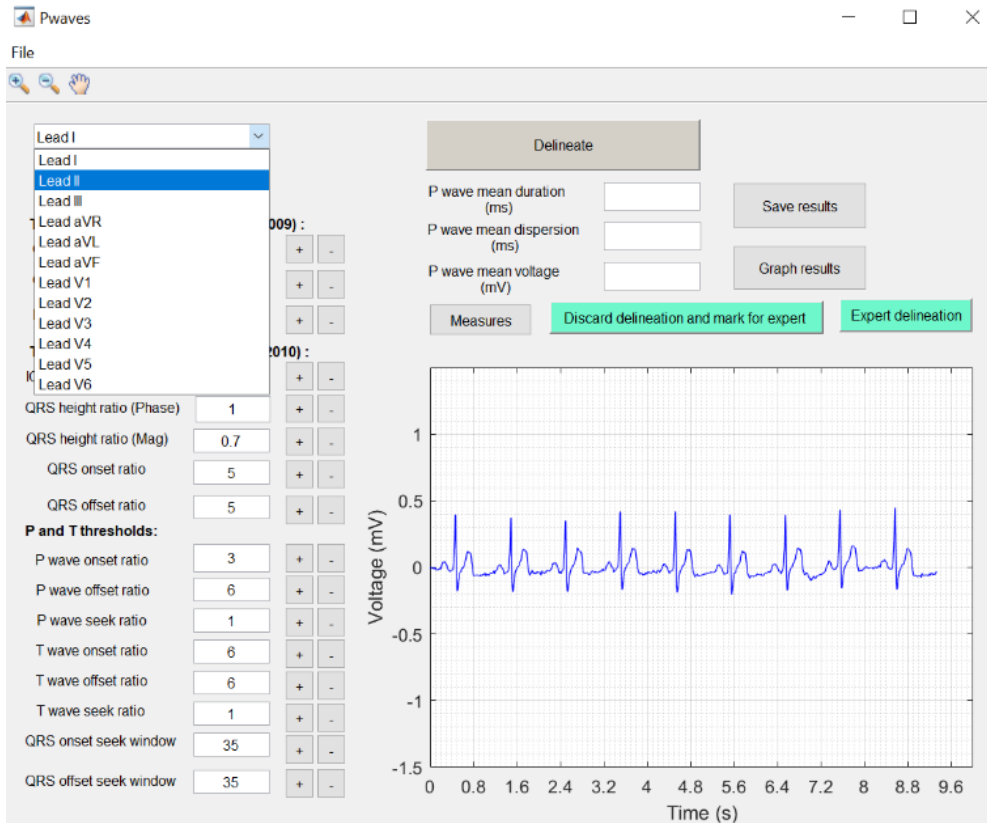 Pwaves
File
Lead I
Lead I
Lead II
Lead III
Lead aVR
Lead aVL
Lead aVF
Lead V1
Lead V2
Lead V3
Lead V4
Lead V5
Lead V6
009) :
+ -
+ -
+ -
2010) :
+ -
QRS height ratio (Phase) 1 + -
QRS height ratio (Mag) 0.7 + -
QRS onset ratio 5 + -
QRS offset ratio 5 + -
P and T thresholds:
P wave onset ratio 3 + -
P wave offset ratio 6 + -
P wave seek ratio 1 + -
T wave onset ratio 6 + -
T wave offset ratio 6 + -
T wave seek ratio 1 + -
QRS onset seek window 35 + -
QRS offset seek window 35 + -
Delineate
P wave mean duration
(ms)
P wave mean dispersion
(ms)
P wave mean voltage
(mV)
Save results
Graph results
Measures
Discard delineation and mark for expert
Expert delineation
Voltage (mV)
1
0.5
0
-0.5
-1
-1.5
0 0.8 1.6 2.4 3.2 4 4.8 5.6 6.4 7.2 8 8.8 9.6
Time (s)